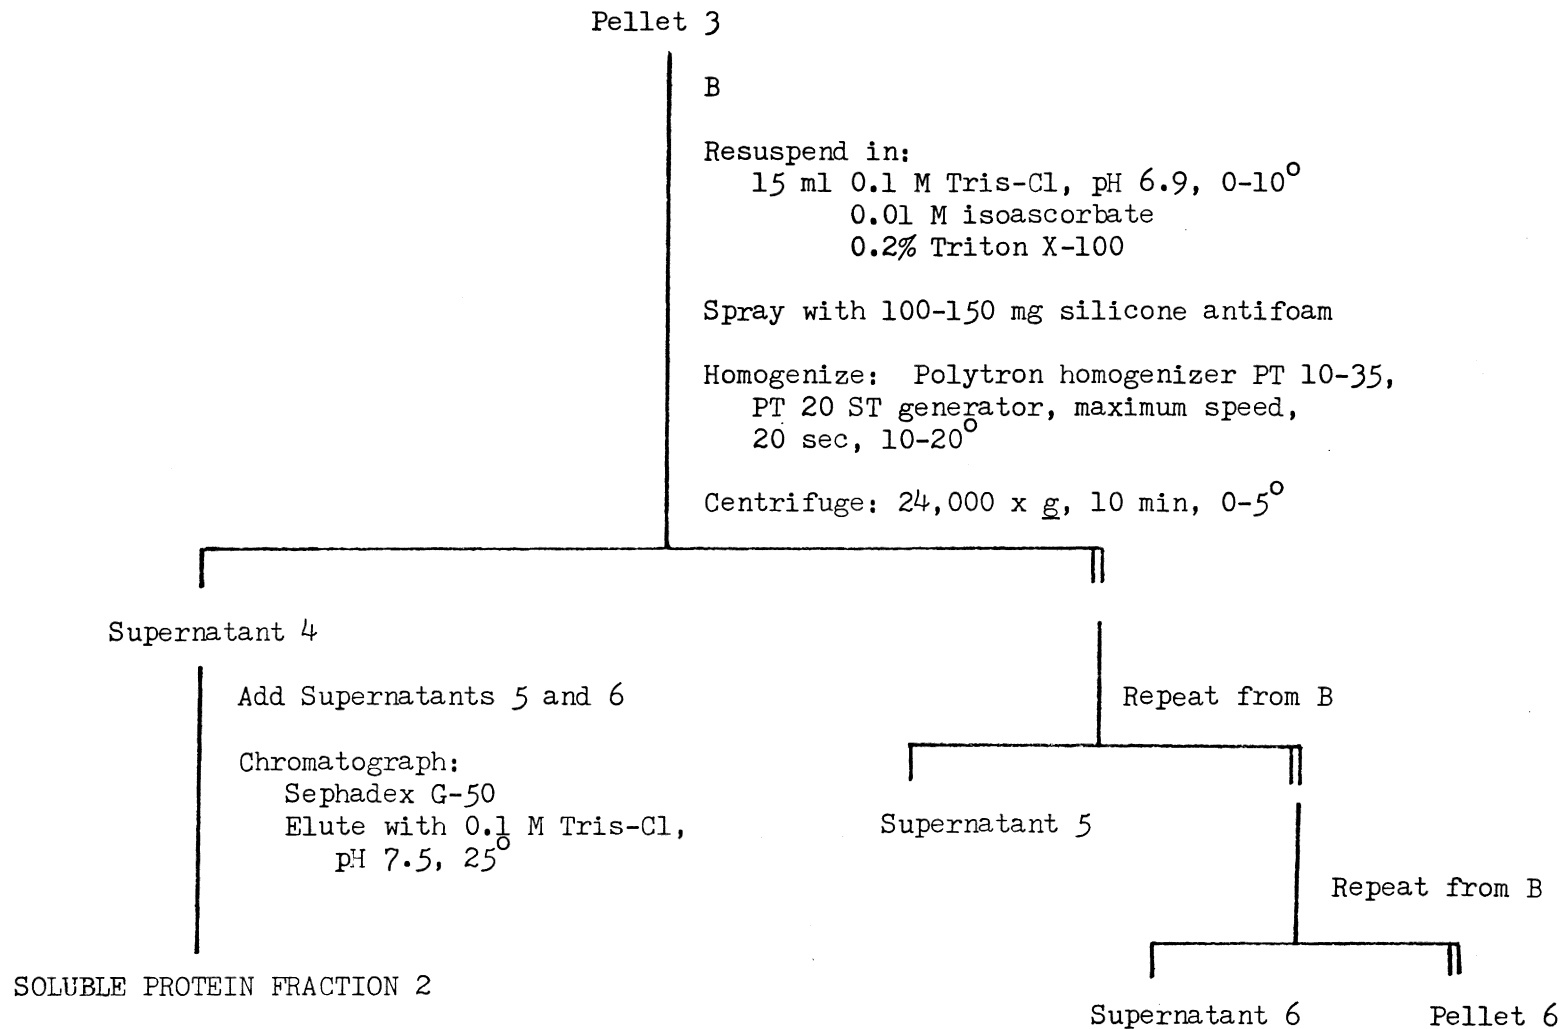 Pellet 3
B
Resuspend in:
15 ml 0.1 M Tris-Cl, pH 6.9, 0-10°
0.01 M isoascorbate
0.2% Triton X-100
Spray with 100-150 mg silicone antifoam
Homogenize: Polytron homogenizer PT 10-35,
PT 20 ST generator, maximum speed,
20 sec, 10-20°
Centrifuge: 24,000 x g, 10 min, 0-5°
Supernatant 4
Add Supernatants 5 and 6
Chromatograph:
Sephadex G-50
Elute with 0.1 M Tris-Cl,
pH 7.5, 25°
SOLUBLE PROTEIN FRACTION 2
Repeat from B
Supernatant 5
Repeat from B
Supernatant 6
Pellet 6